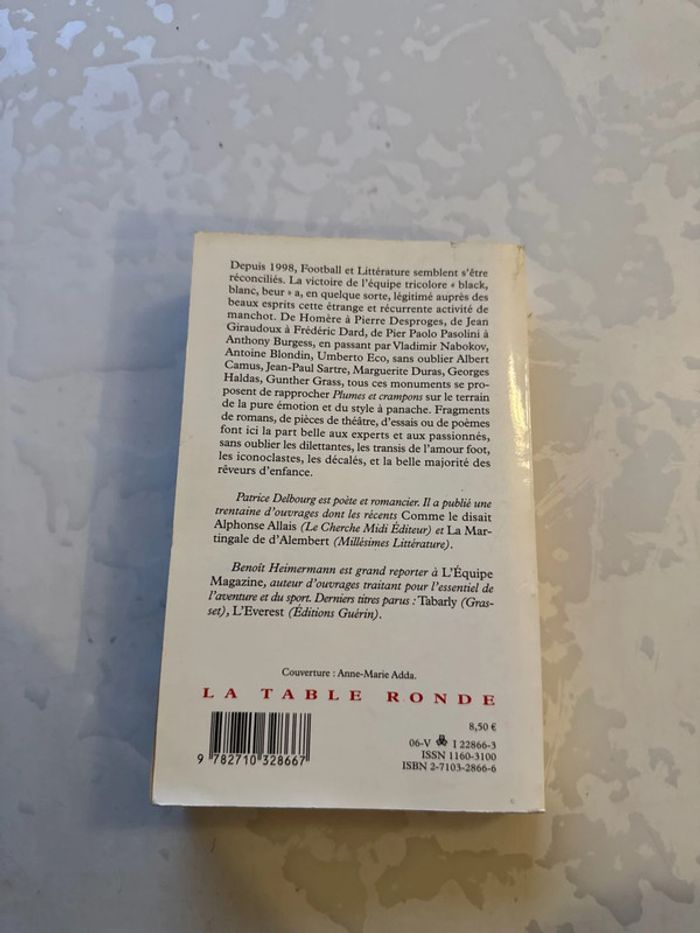 Depuis 1998, Football et Littérature semblent s'être
réconciliés. La victoire de l'équipe tricolore « black,
blanc, beur » a, en quelque sorte, légitimé auprès des
beaux esprits cette étrange et récurrente activité de
manchot. De Homère à Pierre Desproges, de Jean
Giraudoux à Frédéric Dard, de Pier Paolo Pasolini à
Anthony Burgess, en passant par Vladimir Nabokov,
Antoine Blondin, Umberto Eco, sans oublier Albert
Camus, Jean-Paul Sartre, Marguerite Duras, Georges
Haldas, Gunther Grass, tous ces monuments se pro-
posent de rapprocher Plumes et crampons sur le terrain
de la pure émotion et du style à panache. Fragments
de romans, de pièces de théâtre, d'essais ou de poèmes
font ici la part belle aux experts et aux passionnés,
sans oublier les dilettantes, les transis de l'amour foot,
les iconoclastes, les décalés, et la belle majorité des
rêveurs d'enfance.
Patrice Delbourg est poète et romancier. Il a publié une
trentaine d'ouvrages dont les récents Comme le disait
Alphonse Allais (Le Cherche Midi Éditeur) et La Mar-
tingale de d'Alembert (Millésimes Littérature).
Benoît Heimermann est grand reporter à L'Équipe
Magazine, auteur d'ouvrages traitant pour l'essentiel de
l'aventure et du sport. Derniers titres parus : Tabarly (Gras-
set), L'Everest (Éditions Guérin).
Couverture : Anne-Marie Adda.
LA TABLE RONDE
8,50 €
06-V I 22866-3
ISSN 1160-3100
ISBN 2-7103-2866-6
9 782710 328667